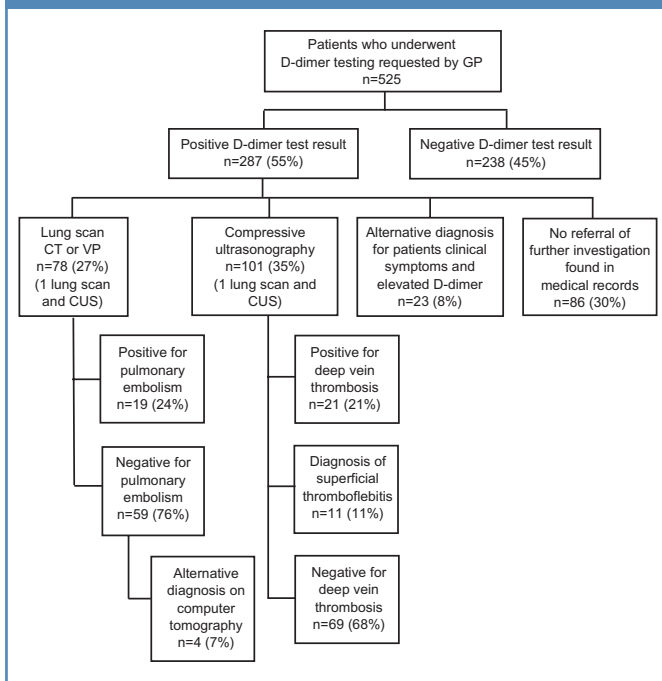 Patients who underwent
D-dimer testing requested by GP
n=525
Positive D-dimer test result
n=287 (55%)
Negative D-dimer test result
n=238 (45%)
Lung scan
CT or VP
n=78 (27%)
(1 lung scan
and CUS)
Compressive
ultrasonography
n=101 (35%)
(1 lung scan
and CUS)
Alternative diagnosis
for patients clinical
symptoms and
elevated D-dimer
n=23 (8%)
No referral of
further investigation
found in
medical records
n=86 (30%)
Positive for
pulmonary
embolism
n=19 (24%)
Negative for
pulmonary
embolism
n=59 (76%)
Alternative
diagnosis on
computer
tomography
n=4 (7%)
Positive for
deep vein
thrombosis
n=21 (21%)
Diagnosis of
superficial
thromboflebitis
n=11 (11%)
Negative for
deep vein
thrombosis
n=69 (68%)